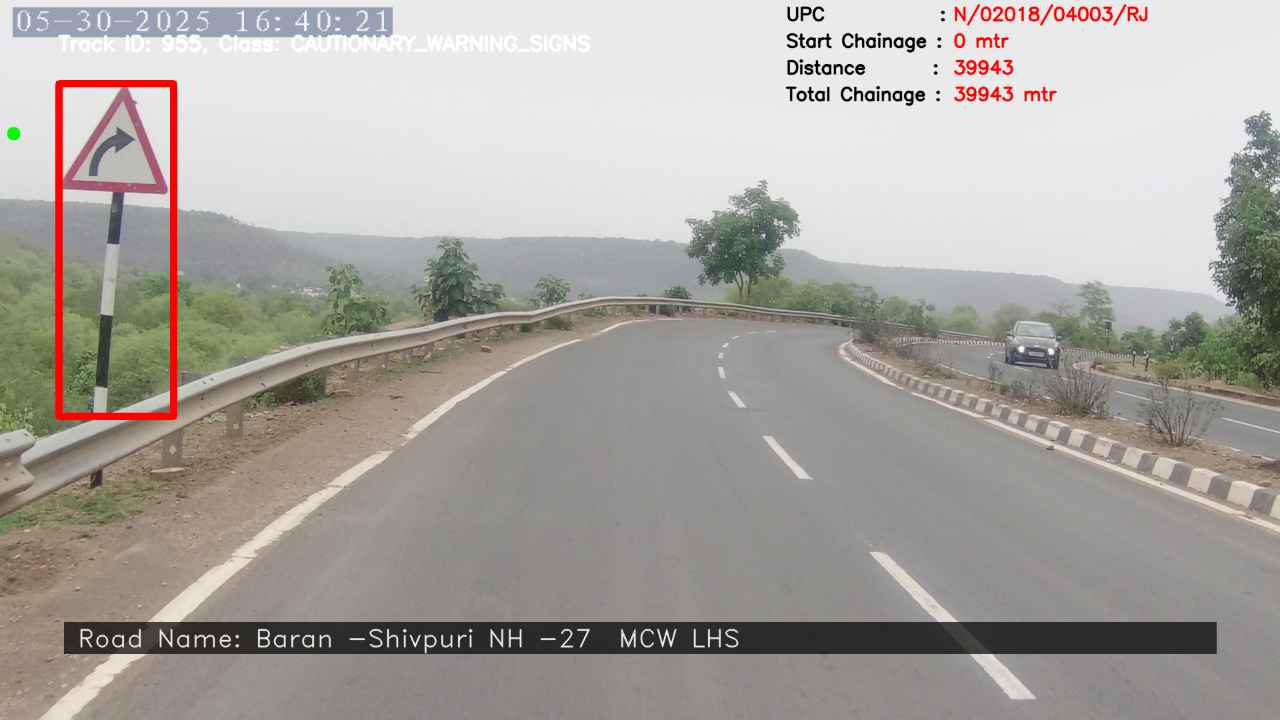 05-30-2025 16:40:21
Track ID: 955, Class: CAUTIONARY_WARNING_SIGNS
UPC : N/02018/04003/RJ
Start Chainage : 0 mtr
Distance : 39943
Total Chainage : 39943 mtr
Road Name: Baran -Shivpuri NH -27 MCW LHS